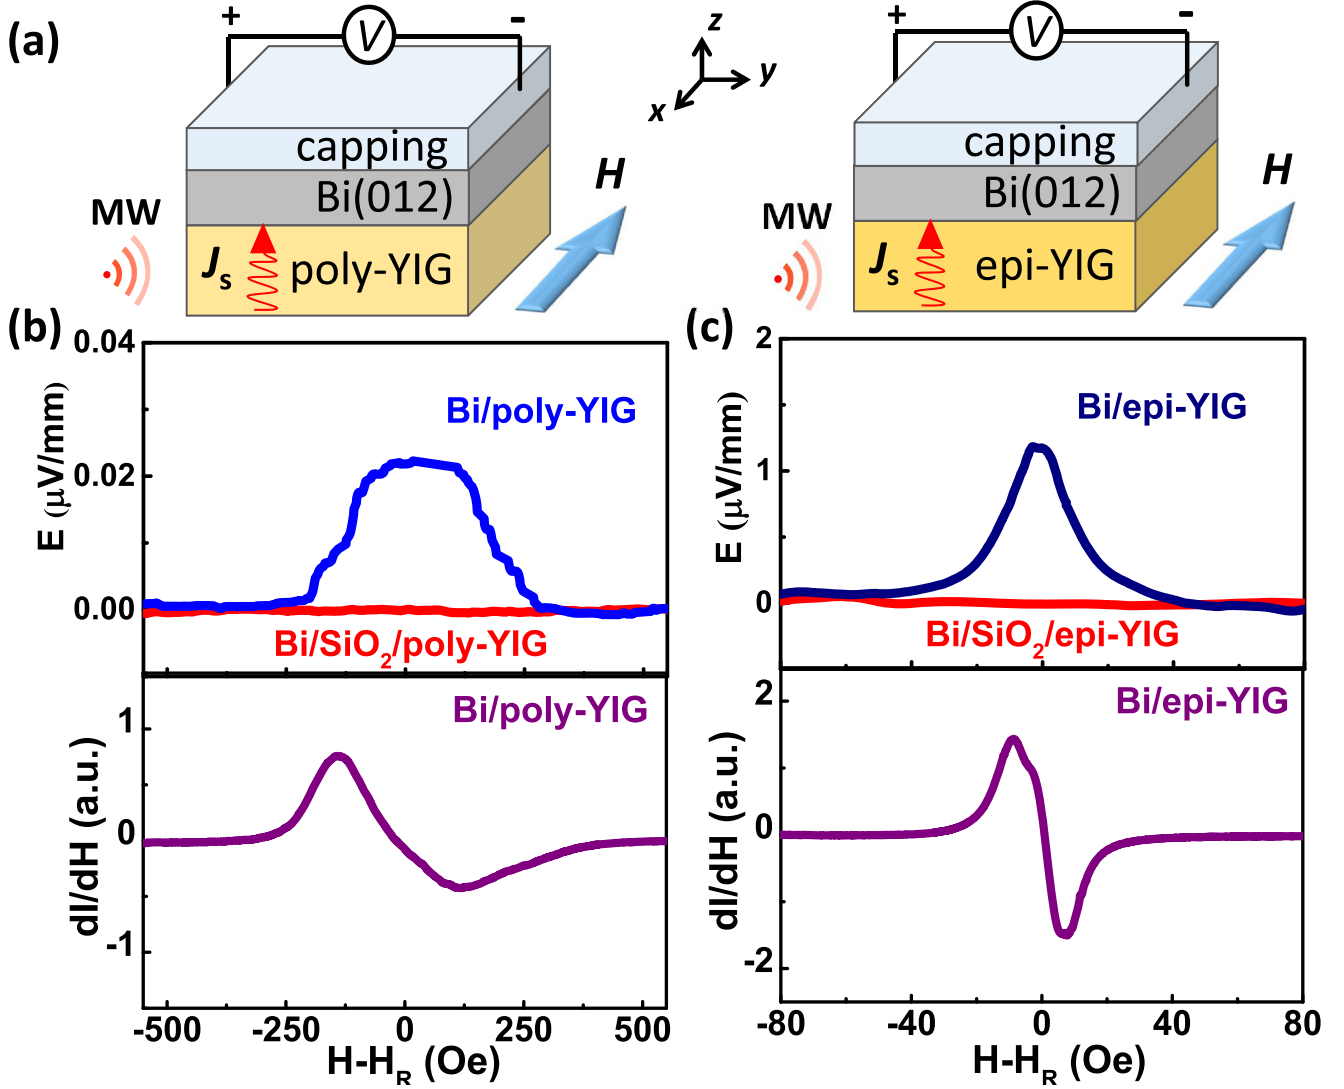 (a)
+ V -
z
y
x
capping
Bi(012)
poly-YIG
Js
MW
H
+ V -
capping
Bi(012)
epi-YIG
Js
MW
H
(b)
0.04
0.02
0.00
E (μV/mm)
Bi/poly-YIG
Bi/SiO2/poly-YIG
1
0
-1
dI/dH (a.u.)
Bi/poly-YIG
-500 -250 0 250 500
H-HR (Oe)
(c)
2
1
0
E (μV/mm)
Bi/epi-YIG
Bi/SiO2/epi-YIG
2
0
-2
dI/dH (a.u.)
Bi/epi-YIG
-80 -40 0 40 80
H-HR (Oe)